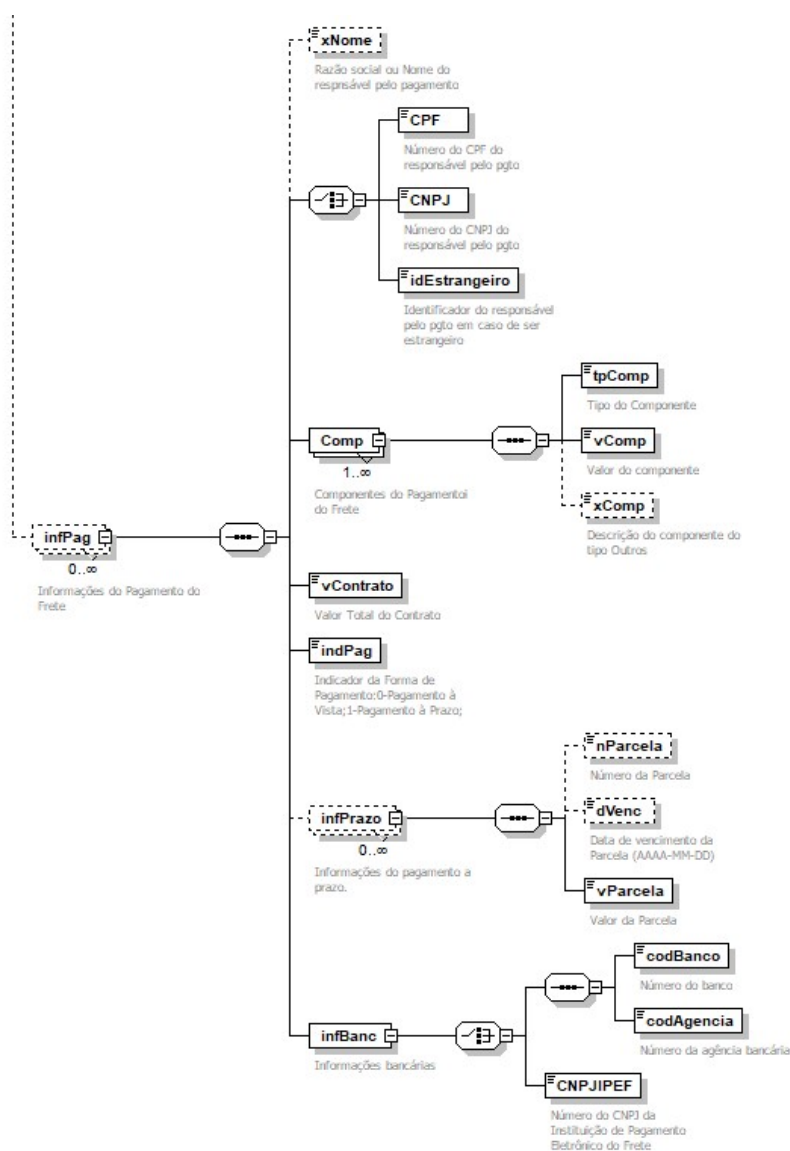 xNome
Razão social ou Nome do
respnsável pelo pagamento
CPF
Número do CPF do
responsável pelo pgto
CNPJ
Número do CNPJ do
responsável pelo pgto
idEstrangeiro
Identificador do responsável
pelo pgto em caso de ser
estrangeiro
Comp
1..∞
Componentes do Pagamentoi
do Frete
tpComp
Tipo do Componente
vComp
Valor do componente
xComp
Descrição do componente do
tipo Outros
infPag
0..∞
Informações do Pagamento do
Frete
vContrato
Valor Total do Contrato
indPag
Indicador da Forma de
Pagamento:0-Pagamento à
Vista;1-Pagamento à Prazo;
infPrazo
0..∞
Informações do pagamento a
prazo.
nParcela
Número da Parcela
dVenc
Data de vencimento da
Parcela (AAAA-MM-DD)
vParcela
Valor da Parcela
infBanc
Informações bancárias
codBanco
Número do banco
codAgencia
Número da agência bancária
CNPJIPEF
Número do CNPJ da
Instituição de Pagamento
Eletrônico do Frete